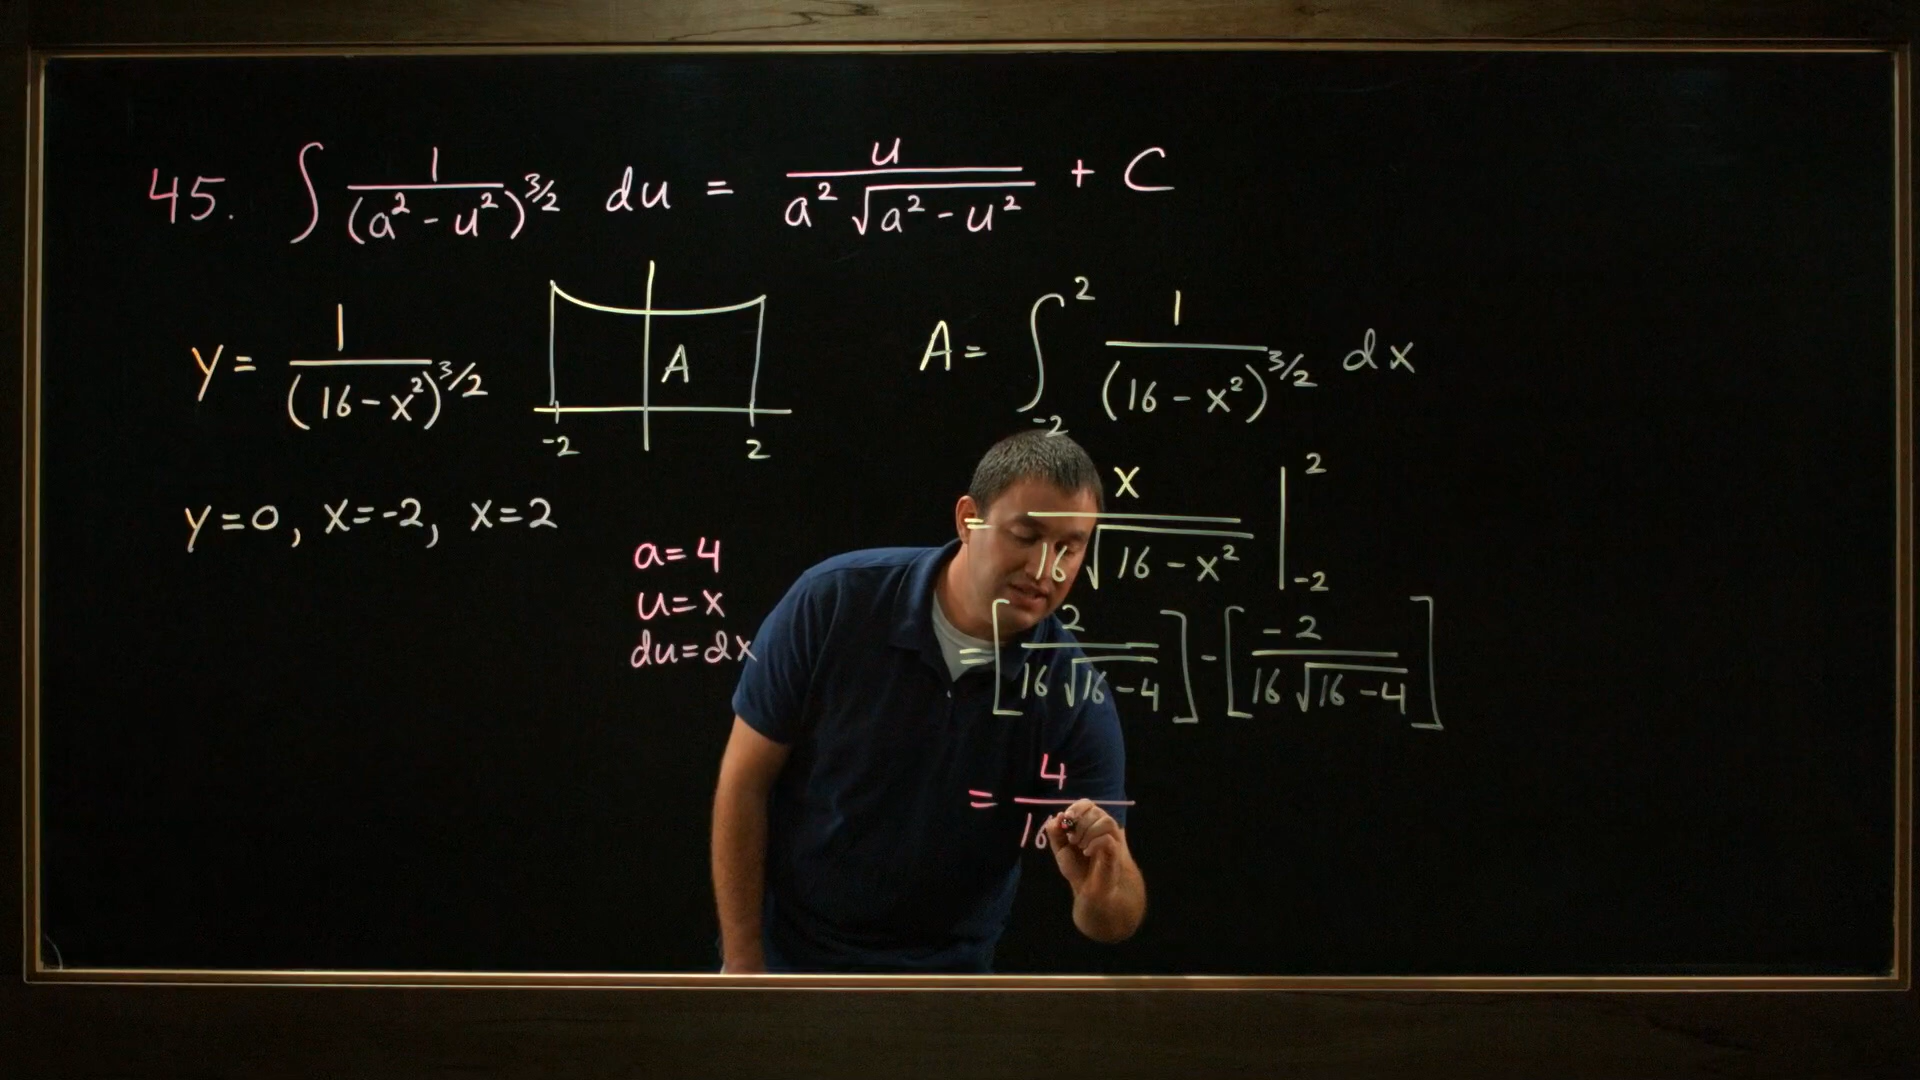 45. ∫ 1/(a² - u²)^3/2 du = u/(a² √(a² - u²)) + C
y = 1/(16 - x²)^3/2
A
-2 2
y=0, x=-2, x=2
a=4
u=x
du=dx
A= ∫_-2^2 1/(16 - x²)^3/2 dx
= x/(16 √(16 - x²)) |_-2^2
= [2/(16 √(16-4))] - [-2/(16 √(16-4))]
= 4/16